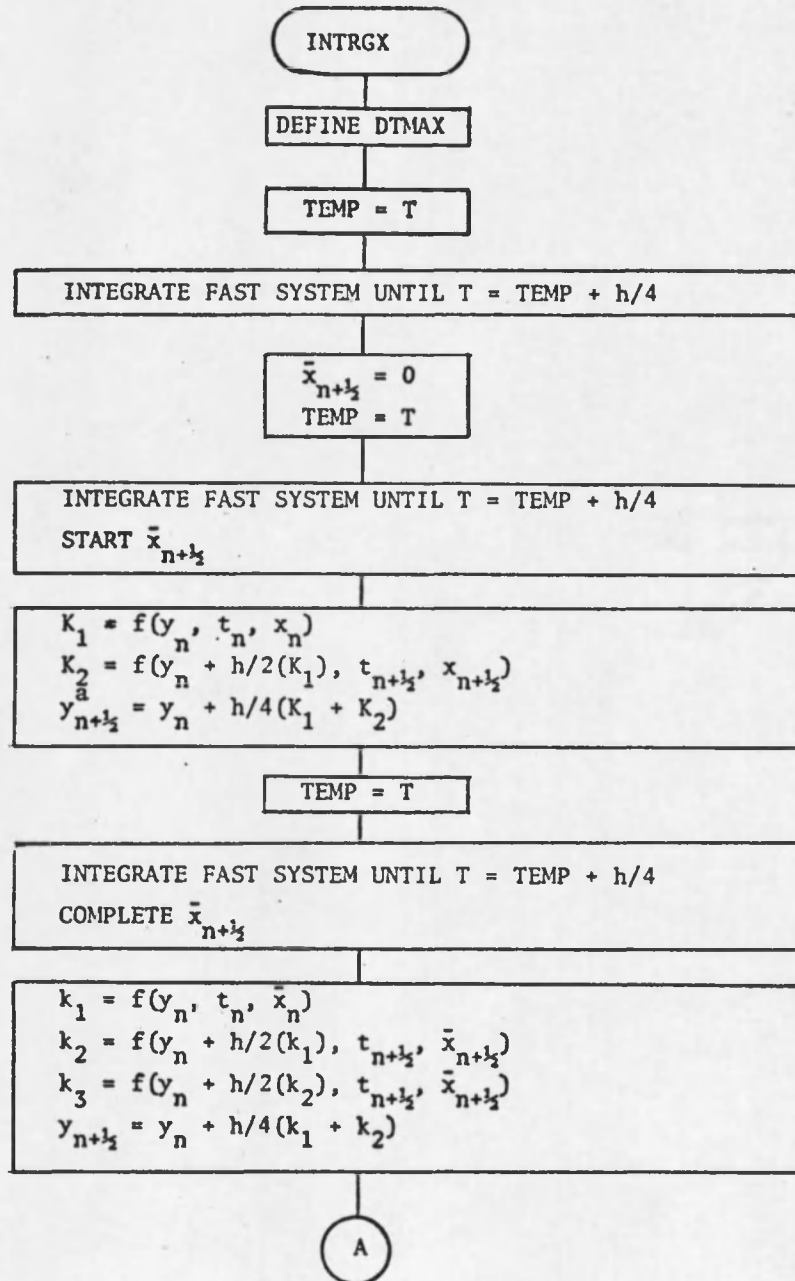 INTRGX
DEFINE DTMAX
TEMP = T
INTEGRATE FAST SYSTEM UNTIL T = TEMP + h/4
x̄ₙ₊½ = 0
TEMP = T
INTEGRATE FAST SYSTEM UNTIL T = TEMP + h/4
START x̄ₙ₊½
K₁ = f(yₙ, tₙ, xₙ)
K₂ = f(yₙ + h/2(K₁), tₙ₊½, xₙ₊½)
yᵃₙ₊½ = yₙ + h/4(K₁ + K₂)
TEMP = T
INTEGRATE FAST SYSTEM UNTIL T = TEMP + h/4
COMPLETE x̄ₙ₊½
k₁ = f(yₙ, tₙ, x̄ₙ)
k₂ = f(yₙ + h/2(k₁), tₙ₊½, x̄ₙ₊½)
k₃ = f(yₙ + h/2(k₂), tₙ₊½, x̄ₙ₊½)
yₙ₊½ = yₙ + h/4(k₁ + k₂)
A